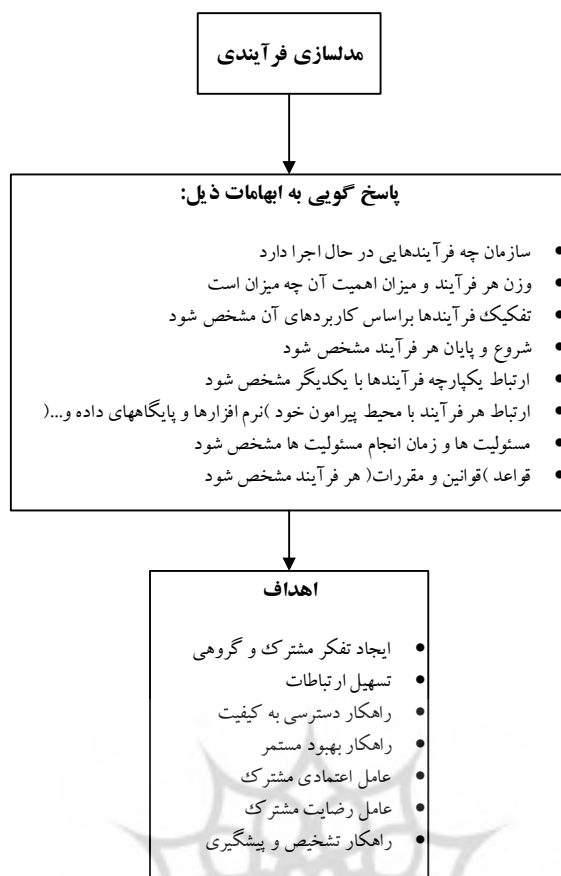 مدلسازی فرآیندی
پاسخ گویی به ابهامات ذیل:
• سازمان چه فرآیندهایی در حال اجرا دارد
• وزن هر فرآیند و میزان اهمیت آن چه میزان است
• تفکیک فرآیندها براساس کاربردهای آن مشخص شود
• شروع و پایان هر فرآیند مشخص شود
• ارتباط یکپارچه فرآیندها با یکدیگر مشخص شود
• ارتباط هر فرآیند با محیط پیرامون خود )نرم افزارها و پایگاههای داده و...(
• مسئولیت ها و زمان انجام مسئولیت ها مشخص شود
• قواعد )قوانین و مقررات( هر فرآیند مشخص شود
اهداف
• ایجاد تفکر مشترک و گروهی
• تسهیل ارتباطات
• راهکار دسترسی به کیفیت
• راهکار بهبود مستمر
• عامل اعتمادی مشترک
• عامل رضایت مشترک
• راهکار تشخیص و پیشگیری